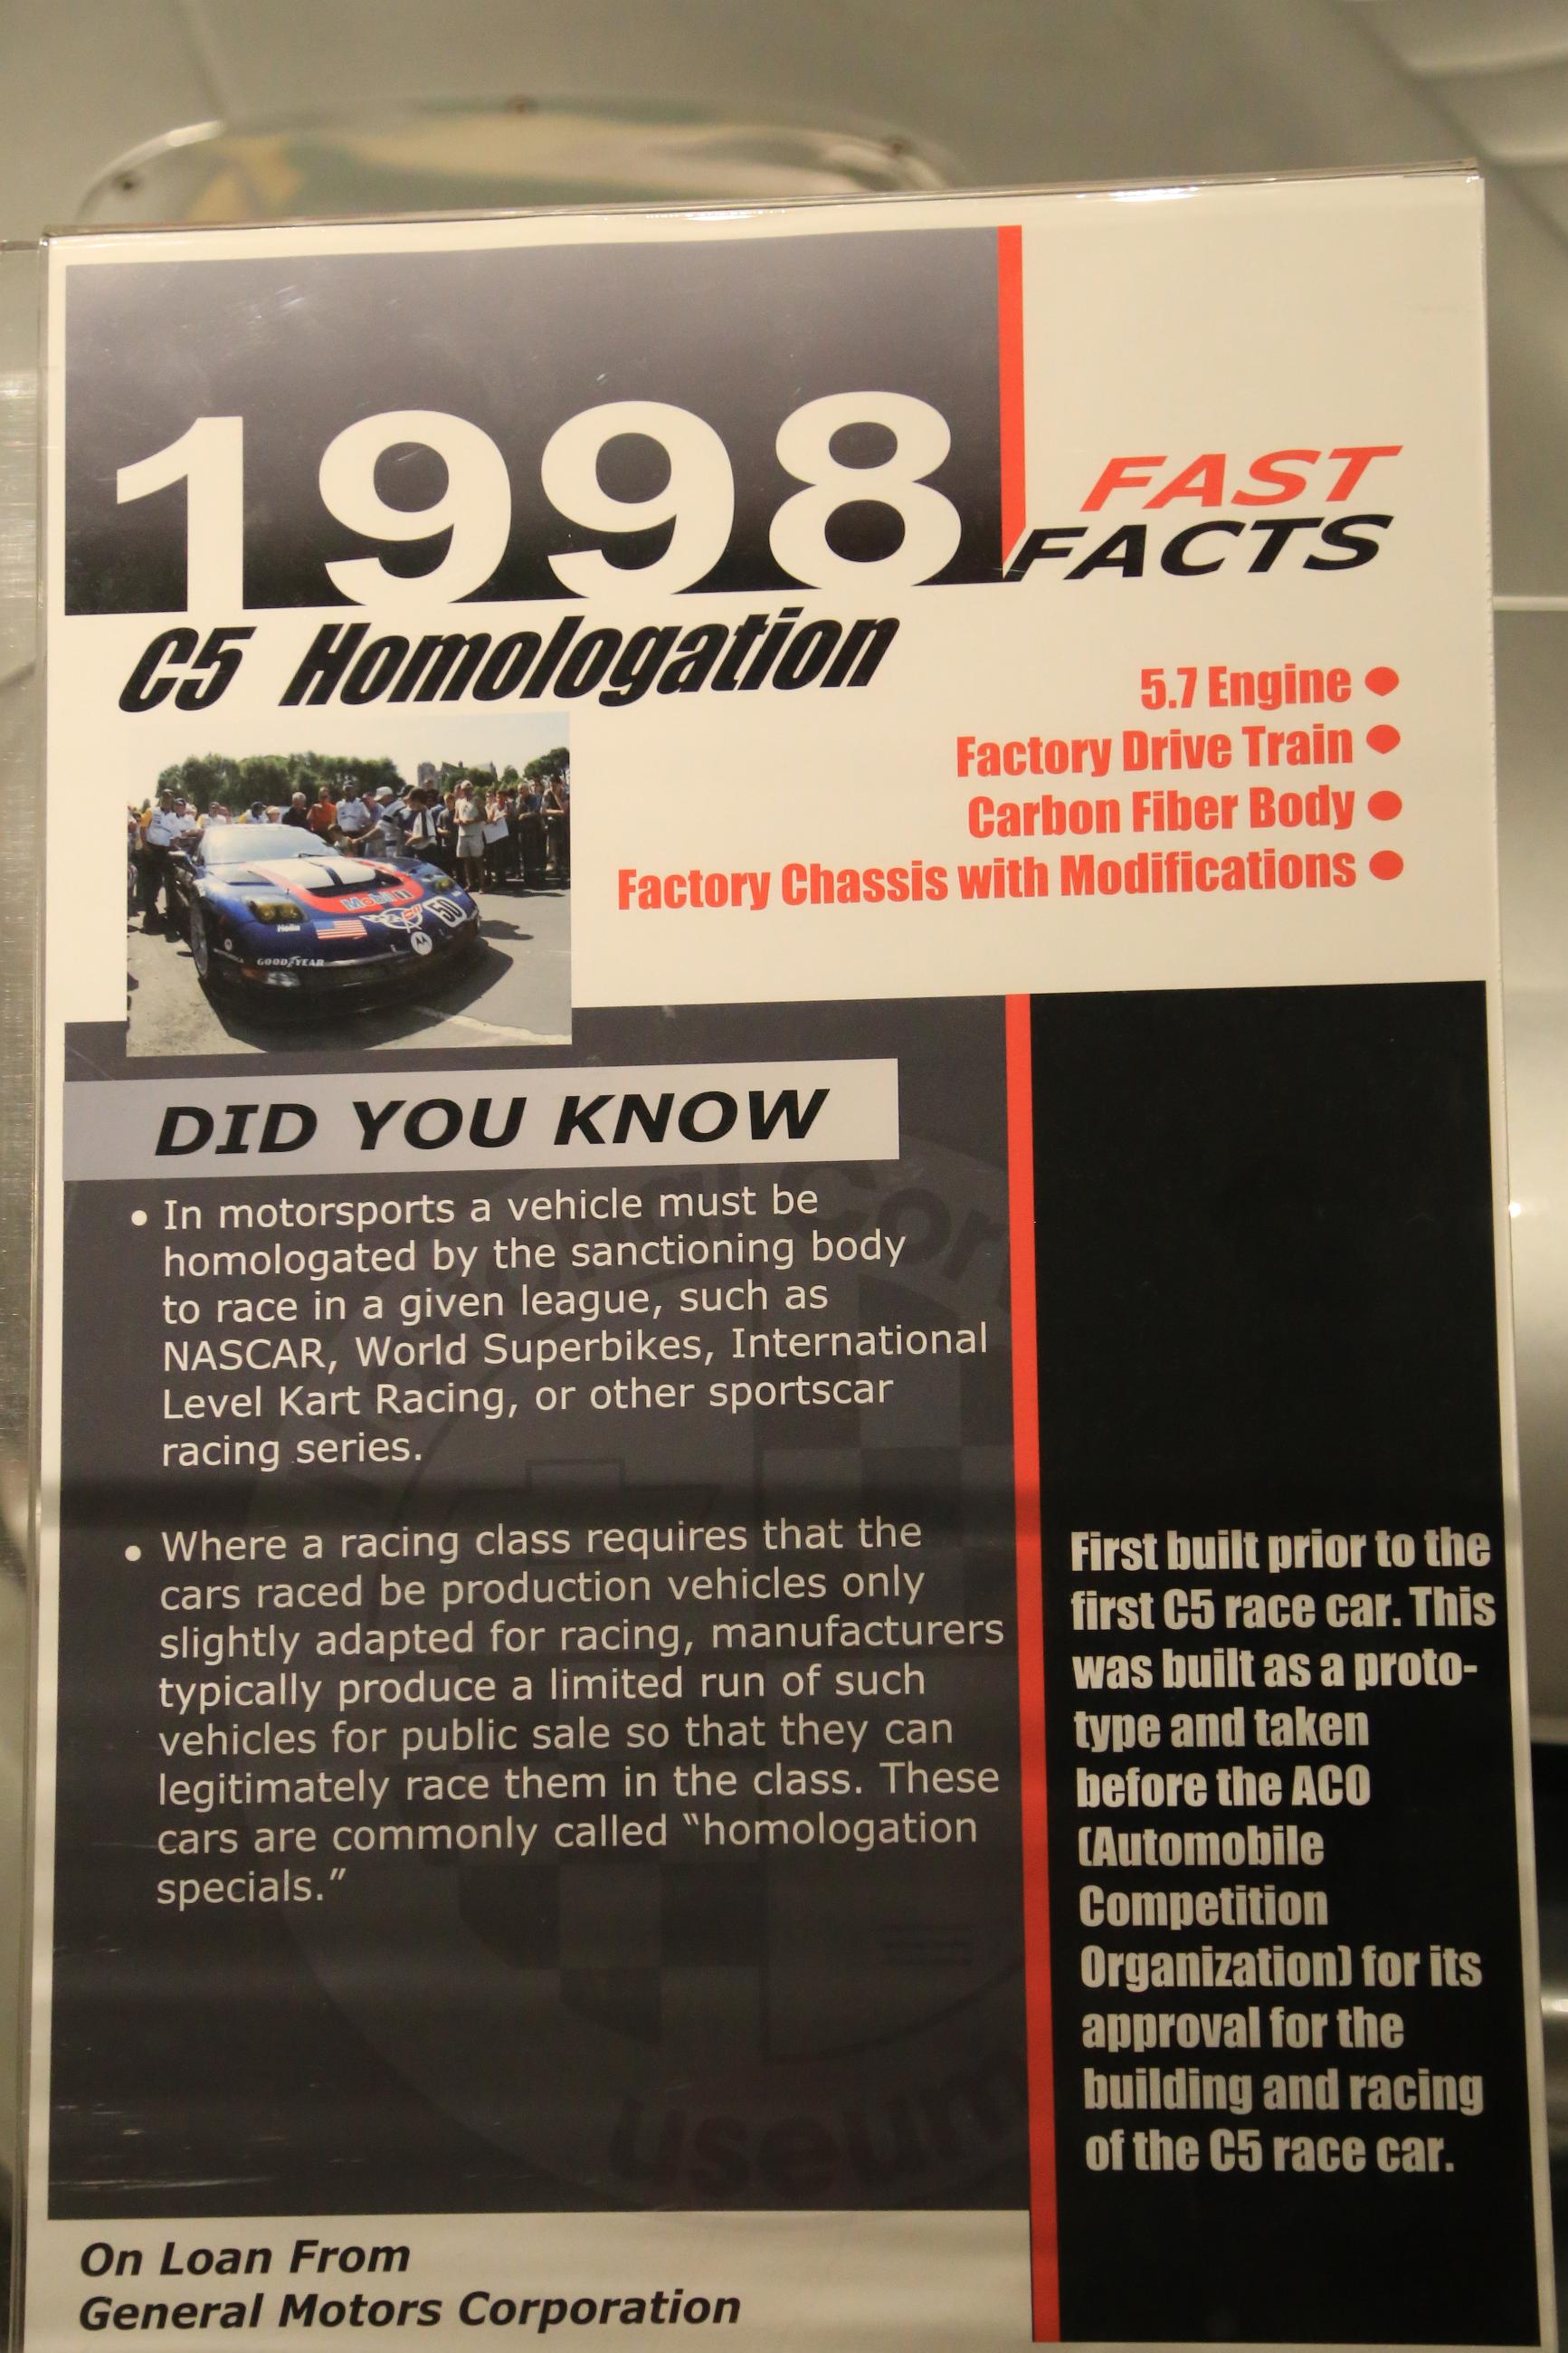 1998
FAST
FACTS
C5 Homologation
5.7 Engine
Factory Drive Train
Carbon Fiber Body
Factory Chassis with Modifications
Mobil 1
50
Hella
GOODYEAR
DID YOU KNOW
• In motorsports a vehicle must be
homologated by the sanctioning body
to race in a given league, such as
NASCAR, World Superbikes, International
Level Kart Racing, or other sportscar
racing series.
• Where a racing class requires that the
cars raced be production vehicles only
slightly adapted for racing, manufacturers
typically produce a limited run of such
vehicles for public sale so that they can
legitimately race them in the class. These
cars are commonly called “homologation
specials.”
First built prior to the
first C5 race car. This
was built as a proto-
type and taken
before the ACO
(Automobile
Competition
Organization) for its
approval for the
building and racing
of the C5 race car.
On Loan From
General Motors Corporation